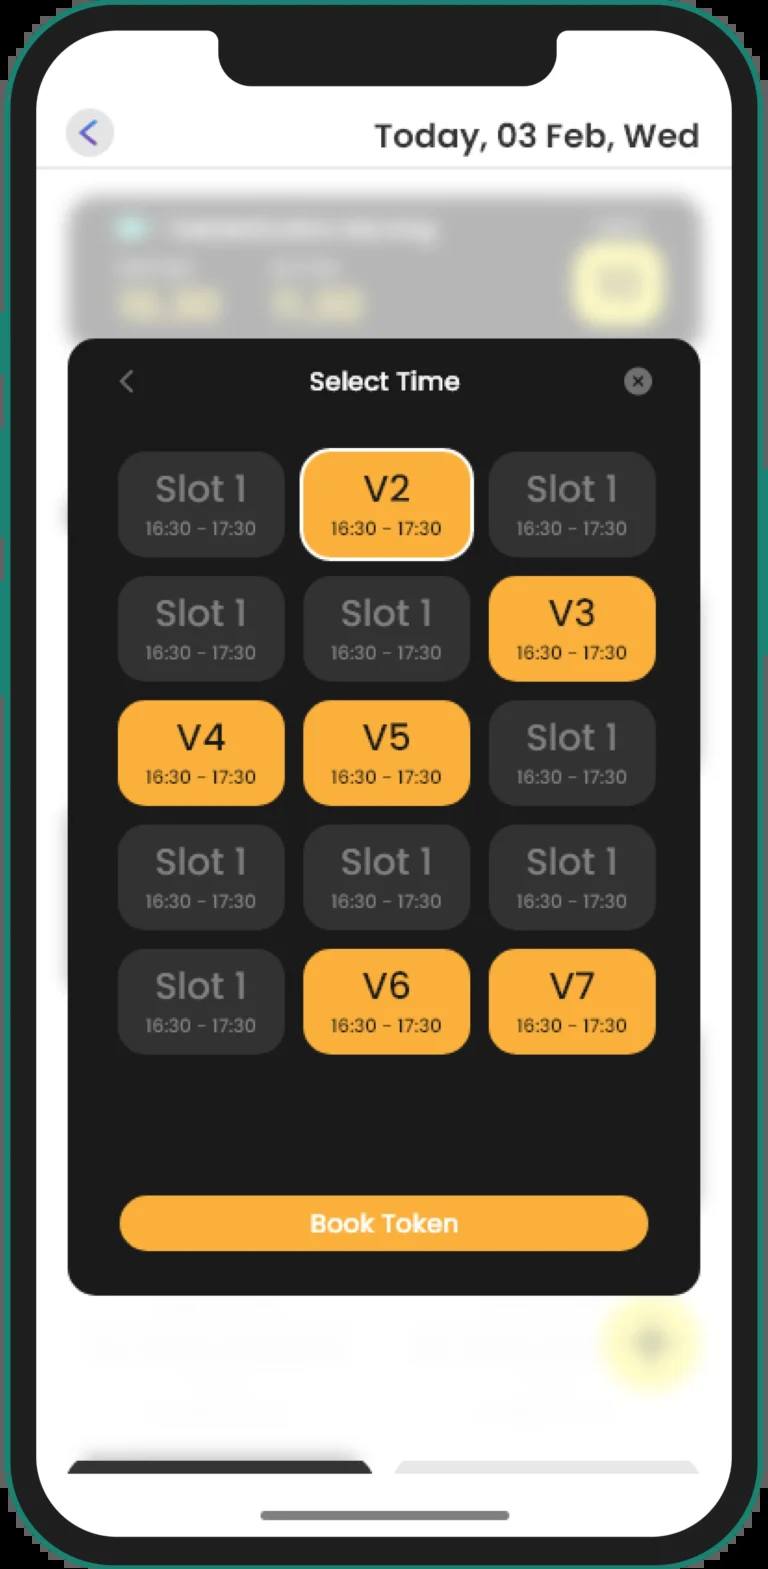 Today, 03 Feb, Wed
Select Time
Slot 1 V2 Slot 1
16:30 - 17:30 16:30 - 17:30 16:30 - 17:30
Slot 1 Slot 1 V3
16:30 - 17:30 16:30 - 17:30 16:30 - 17:30
V4 V5 Slot 1
16:30 - 17:30 16:30 - 17:30 16:30 - 17:30
Slot 1 Slot 1 Slot 1
16:30 - 17:30 16:30 - 17:30 16:30 - 17:30
Slot 1 V6 V7
16:30 - 17:30 16:30 - 17:30 16:30 - 17:30
Book Token